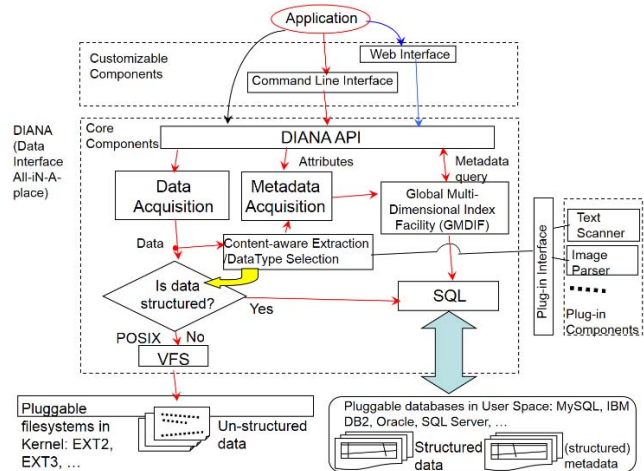 Application
Customizable
Components
Web Interface
Command Line Interface
DIANA
(Data
Interface
All-iN-A-
place)
Core
Components
DIANA API
Attributes
Metadata
query
Data
Acquisition
Metadata
Acquisition
Global Multi-
Dimensional Index
Facility (GMDIF)
Data
Content-aware Extraction
/DataType Selection
Plug-in Interface
Text
Scanner
Image
Parser
Plug-in
Components
Is data
structured?
Yes
SQL
POSIX
No
VFS
Pluggable
filesystems in
Kernel: EXT2,
EXT3, ...
Un-structured
data
Pluggable databases in User Space: MySQL, IBM
DB2, Oracle, SQL Server,
...
Structured
data
(structured)
metadata